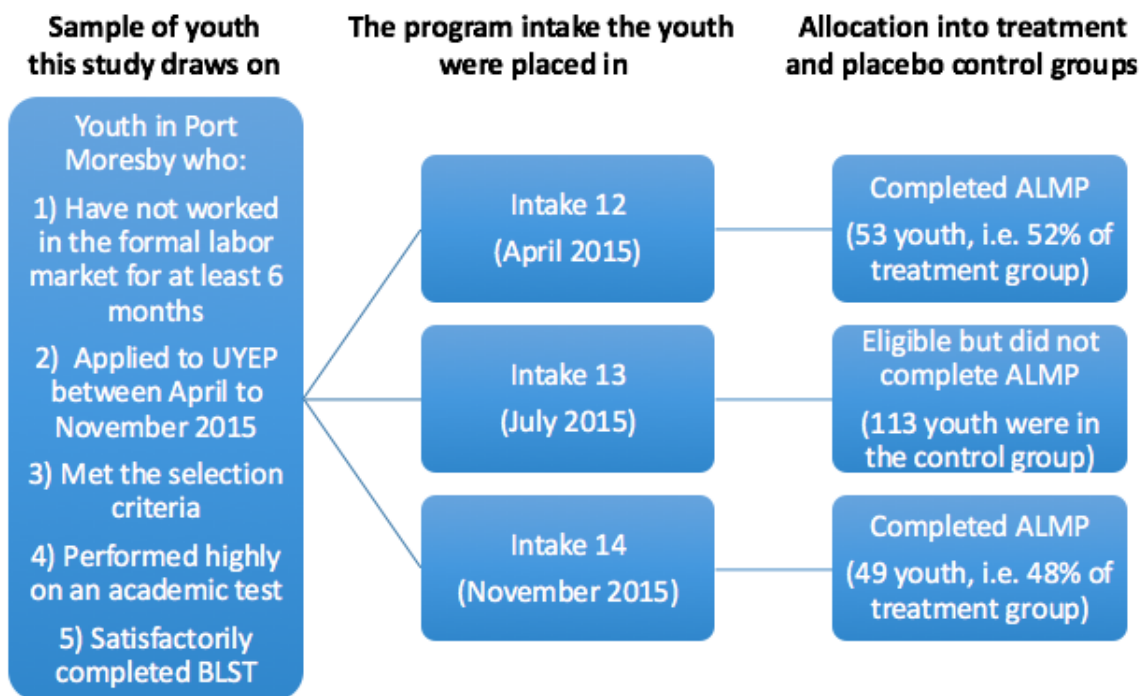 Sample of youth
this study draws on
The program intake the youth
were placed in
Allocation into treatment
and placebo control groups
Youth in Port
Moresby who:
1) Have not worked
in the formal labor
market for at least 6
months
2) Applied to UYEP
between April to
November 2015
3) Met the selection
criteria
4) Performed highly
on an academic test
5) Satisfactorily
completed BLST
Intake 12
(April 2015)
Completed ALMP
(53 youth, i.e. 52% of
treatment group)
Intake 13
(July 2015)
Eligible but did not
complete ALMP
(113 youth were in
the control group)
Intake 14
(November 2015)
Completed ALMP
(49 youth, i.e. 48% of
treatment group)